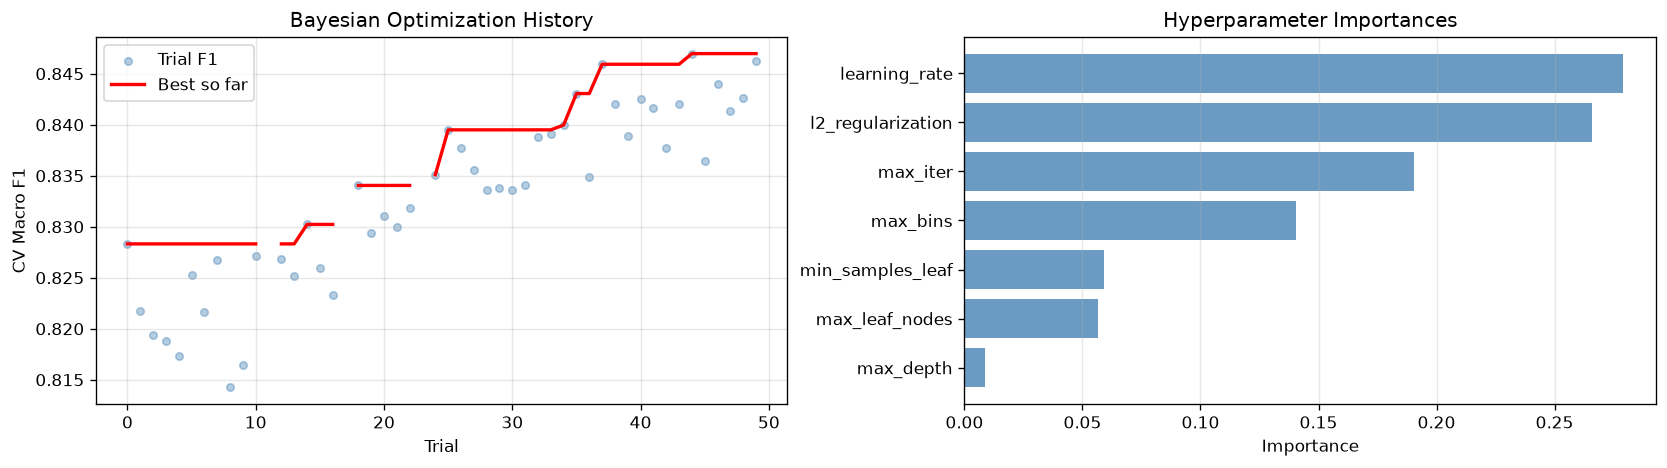 Bayesian Optimization History
Trial F1
Best so far
CV Macro F1
0.845
0.840
0.835
0.830
0.825
0.820
0.815
0 10 20 30 40 50
Trial
Hyperparameter Importances
learning_rate
l2_regularization
max_iter
max_bins
min_samples_leaf
max_leaf_nodes
max_depth
0.00 0.05 0.10 0.15 0.20 0.25
Importance